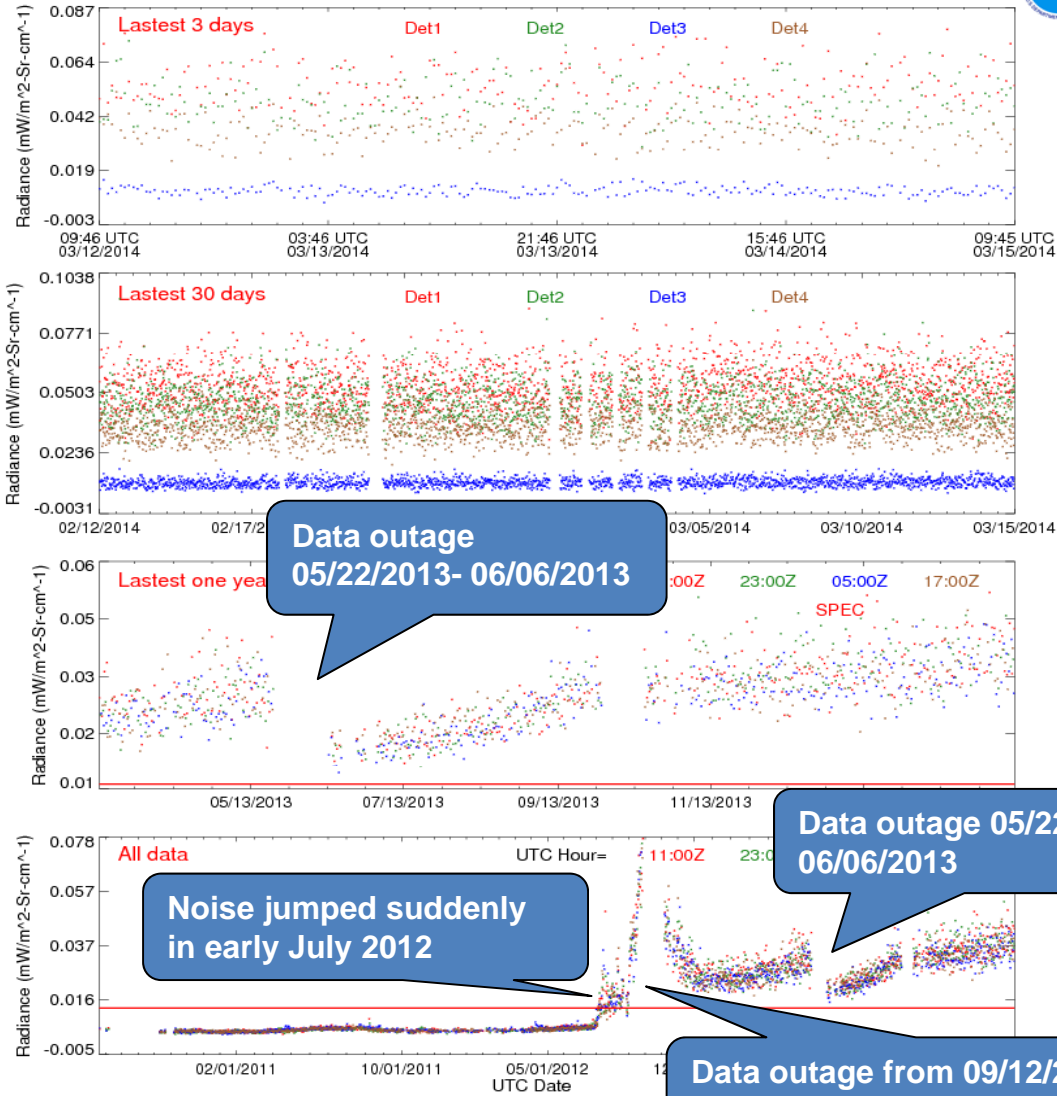 0.087
Lastest 3 days Det1 Det2 Det3 Det4
0.064
0.042
0.019
-0.003
Radiance (mW/m^2-Sr-cm^-1)
09:46 UTC 03:46 UTC 21:46 UTC 15:46 UTC 09:45 UTC
03/12/2014 03/13/2014 03/13/2014 03/14/2014 03/15/2014
0.1038
Lastest 30 days Det1 Det2 Det3 Det4
0.0771
0.0503
0.0236
-0.0031
Radiance (mW/m^2-Sr-cm^-1)
02/12/2014 02/17/2 03/05/2014 03/10/2014 03/15/2014
Data outage
05/22/2013- 06/06/2013
0.06
Lastest one yea :00Z 23:00Z 05:00Z 17:00Z
SPEC
0.05
0.03
0.02
0.01
Radiance (mW/m^2-Sr-cm^-1)
05/13/2013 07/13/2013 09/13/2013 11/13/2013
Data outage 05/22
06/06/2013
0.078
All data UTC Hour= 11:00Z 23:0
0.057
0.037
0.016
-0.005
Radiance (mW/m^2-Sr-cm^-1)
Noise jumped suddenly
in early July 2012
02/01/2011 10/01/2011 05/01/2012 12
UTC Date
Data outage from 09/12/2